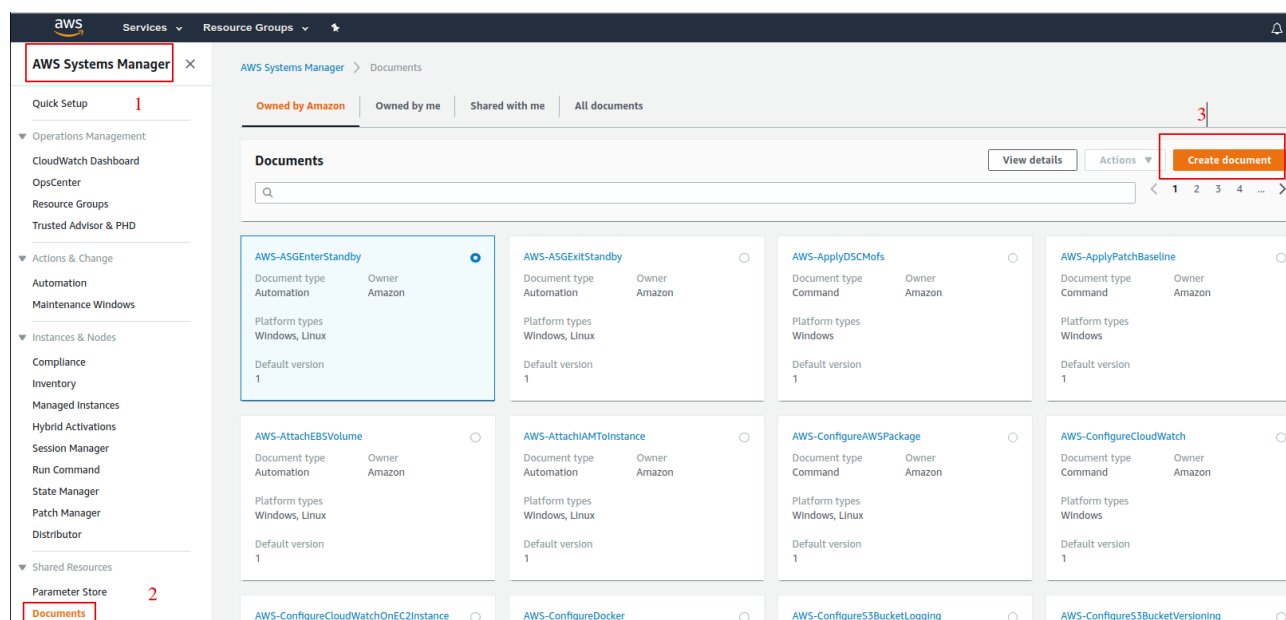 aws
Services
Resource Groups
AWS Systems Manager
1
Quick Setup
Operations Management
CloudWatch Dashboard
OpsCenter
Resource Groups
Trusted Advisor & PHD
Actions & Change
Automation
Maintenance Windows
Instances & Nodes
Compliance
Inventory
Managed Instances
Hybrid Activations
Session Manager
Run Command
State Manager
Patch Manager
Distributor
Shared Resources
Parameter Store
2
Documents
AWS Systems Manager > Documents
Owned by Amazon Owned by me Shared with me All documents
3
Documents
View details Actions Create document
1 2 3 4 ...
AWS-ASGEnterStandby
Document type Owner
Automation Amazon
Platform types
Windows, Linux
Default version
1
AWS-ASGExitStandby
Document type Owner
Automation Amazon
Platform types
Windows, Linux
Default version
1
AWS-ApplyDSCMofs
Document type Owner
Command Amazon
Platform types
Windows
Default version
1
AWS-ApplyPatchBaseline
Document type Owner
Command Amazon
Platform types
Windows
Default version
1
AWS-AttachEBSVolume
Document type Owner
Automation Amazon
Platform types
Windows, Linux
Default version
1
AWS-AttachIAMToInstance
Document type Owner
Automation Amazon
Platform types
Windows, Linux
Default version
1
AWS-ConfigureAWSPackage
Document type Owner
Command Amazon
Platform types
Windows, Linux
Default version
1
AWS-ConfigureCloudWatch
Document type Owner
Command Amazon
Platform types
Windows
Default version
1
AWS-ConfigureCloudWatchOnEC2Instance
AWS-ConfigureDocker
AWS-ConfigureS3BucketLogging
AWS-ConfigureS3BucketVersioning